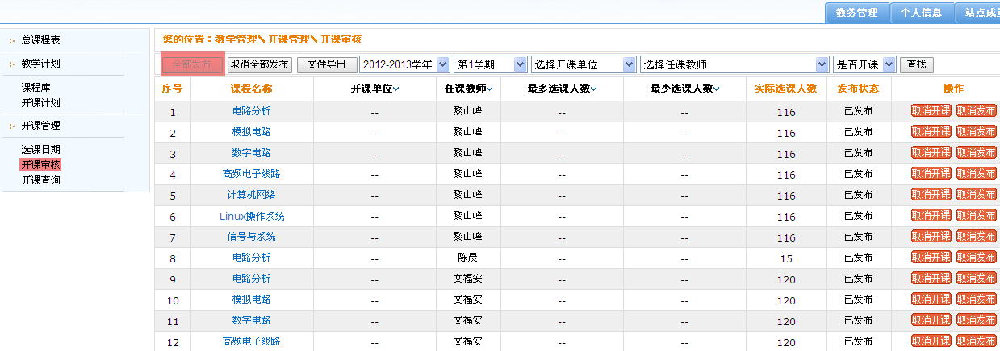 教务管理 个人信息 站点成
总课程表
教学计划
课程库
开课计划
开课管理
选课日期
开课审核
开课查询
您的位置：教学管理\开课管理\开课审核
全部发布 取消全部发布 文件导出 2012-2013学年 第1学期 选择开课单位 选择任课教师 是否开课 查找
序号 课程名称 开课单位 任课教师 最多选课人数 最少选课人数 实际选课人数 发布状态 操作
1 电路分析 -- 黎山峰 -- -- 116 已发布 取消开课 取消发布
2 模拟电路 -- 黎山峰 -- -- 116 已发布 取消开课 取消发布
3 数字电路 -- 黎山峰 -- -- 116 已发布 取消开课 取消发布
4 高频电子线路 -- 黎山峰 -- -- 116 已发布 取消开课 取消发布
5 计算机网络 -- 黎山峰 -- -- 116 已发布 取消开课 取消发布
6 Linux操作系统 -- 黎山峰 -- -- 116 已发布 取消开课 取消发布
7 信号与系统 -- 黎山峰 -- -- 116 已发布 取消开课 取消发布
8 电路分析 -- 陈晨 -- -- 15 已发布 取消开课 取消发布
9 电路分析 -- 文福安 -- -- 120 已发布 取消开课 取消发布
10 模拟电路 -- 文福安 -- -- 120 已发布 取消开课 取消发布
11 数字电路 -- 文福安 -- -- 120 已发布 取消开课 取消发布
12 高频电子线路 -- 文福安 -- -- 120 已发布 取消开课 取消发布